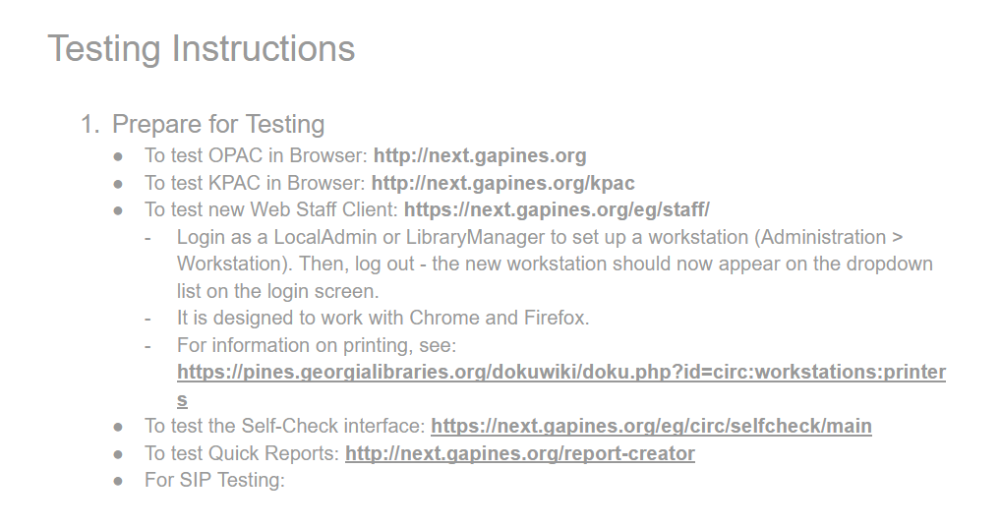 Testing Instructions
1. Prepare for Testing
● To test OPAC in Browser: http://next.gapines.org
● To test KPAC in Browser: http://next.gapines.org/kpac
● To test new Web Staff Client: https://next.gapines.org/eg/staff/
- Login as a LocalAdmin or LibraryManager to set up a workstation (Administration >
Workstation). Then, log out - the new workstation should now appear on the dropdown
list on the login screen.
- It is designed to work with Chrome and Firefox.
- For information on printing, see:
https://pines.georgialibraries.org/dokuwiki/doku.php?id=circ:workstations:printer
s
● To test the Self-Check interface: https://next.gapines.org/eg/circ/selfcheck/main
● To test Quick Reports: http://next.gapines.org/report-creator
● For SIP Testing: